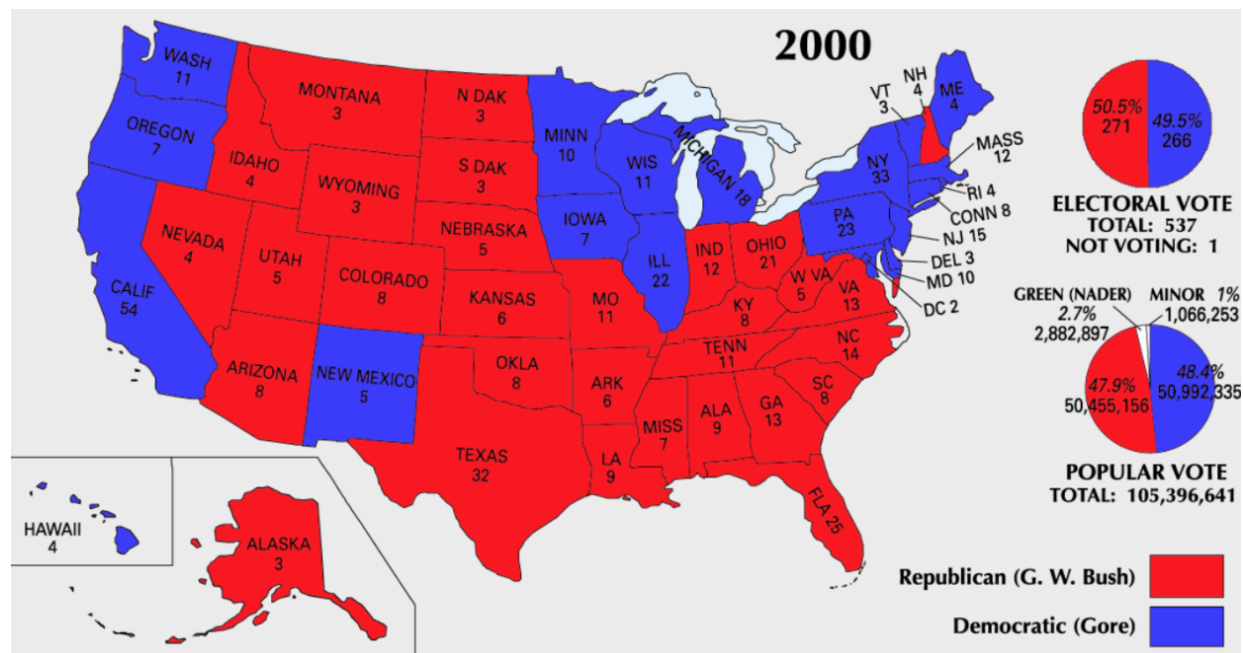 2000
WASH
11
OREGON
7
CALIF
54
NEVADA
4
IDAHO
4
MONTANA
3
WYOMING
3
UTAH
5
ARIZONA
8
COLORADO
8
NEW MEXICO
5
N DAK
3
S DAK
3
NEBRASKA
5
KANSAS
6
OKLA
8
TEXAS
32
MINN
10
IOWA
7
MO
11
ARK
6
LA
9
WIS
11
ILL
22
MICHIGAN 18
IND
12
OHIO
21
KY
8
TENN
11
MISS
7
ALA
9
GA
13
FLA 25
SC
8
NC
14
VA
13
W VA
5
PA
23
NY
33
VT
3
NH
4
ME
4
MASS
12
RI 4
CONN 8
NJ 15
DEL 3
MD 10
DC 2
HAWAII
4
ALASKA
3
50.5%
271
49.5%
266
ELECTORAL VOTE
TOTAL: 537
NOT VOTING: 1
GREEN (NADER)
2.7%
2,882,897
MINOR 1%
1,066,253
47.9%
50,455,156
48.4%
50,992,335
POPULAR VOTE
TOTAL: 105,396,641
Republican (G. W. Bush)
Democratic (Gore)